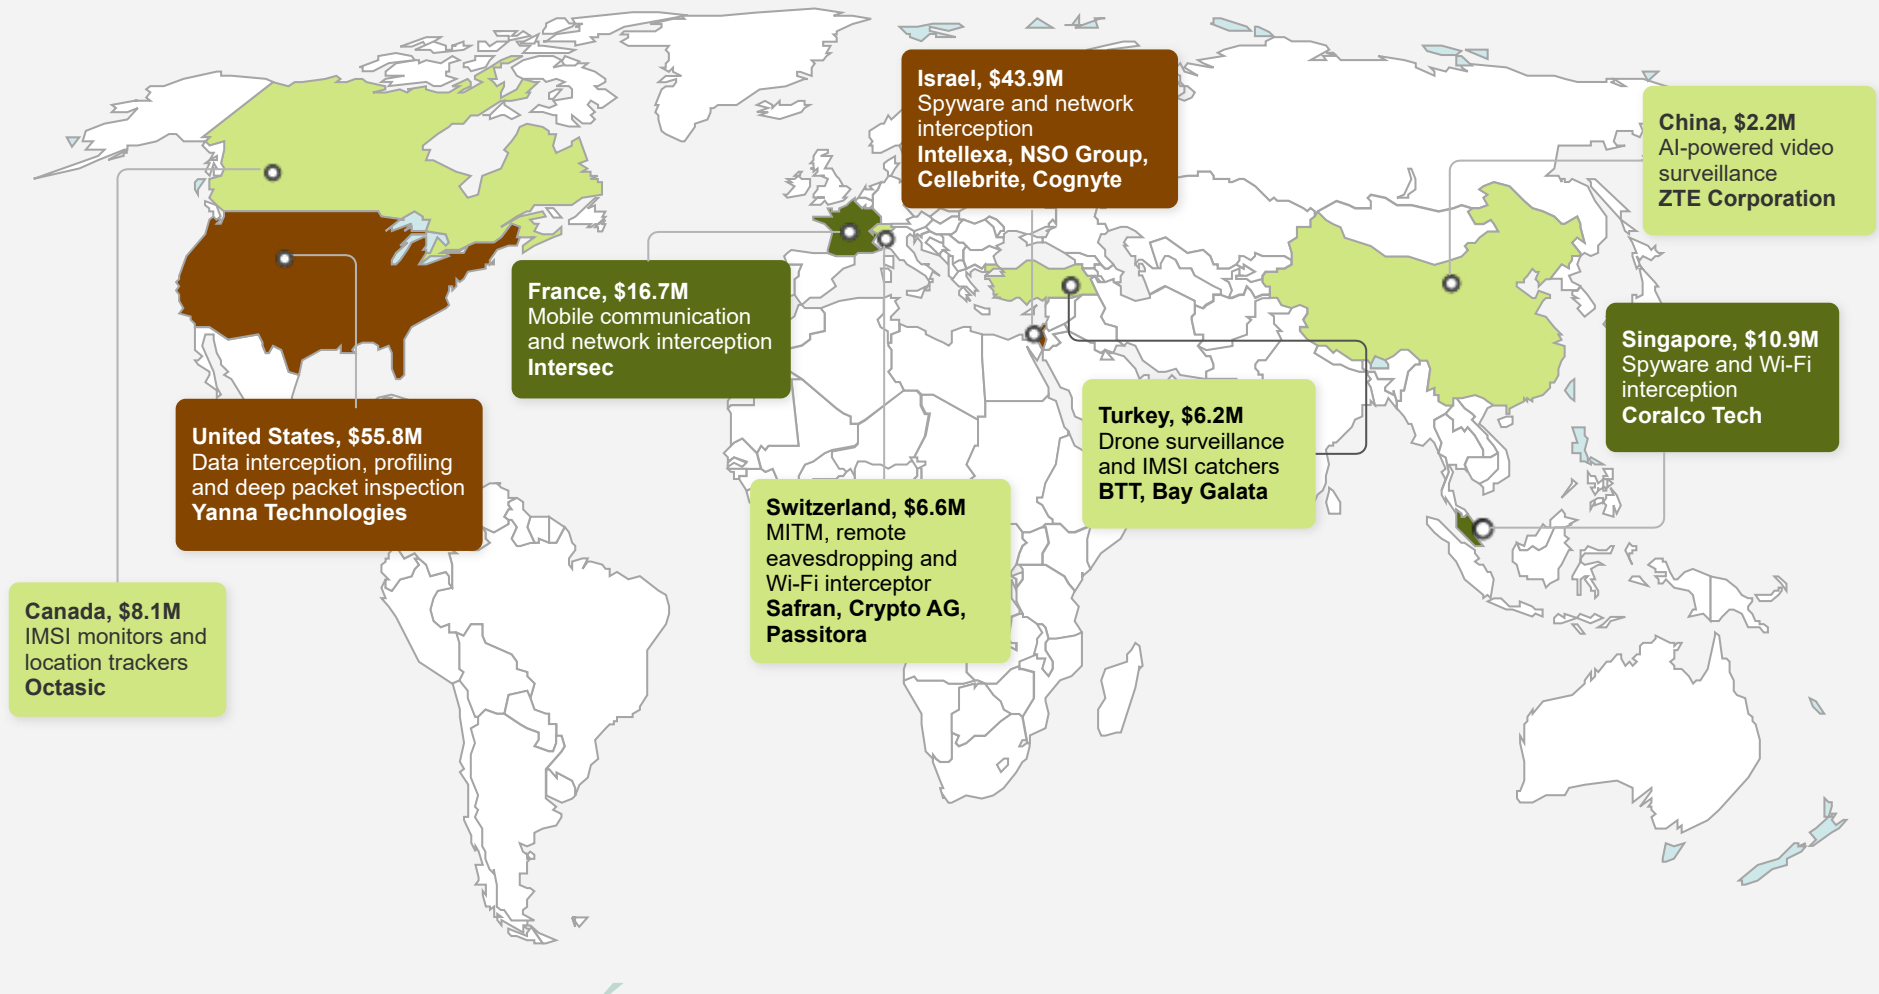 Israel, $43.9M
Spyware and network
interception
Intellexa, NSO Group,
Cellebrite, Cognyte
China, $2.2M
AI-powered video
surveillance
ZTE Corporation
France, $16.7M
Mobile communication
and network interception
Intersec
Singapore, $10.9M
Spyware and Wi-Fi
interception
Coralco Tech
United States, $55.8M
Data interception, profiling
and deep packet inspection
Yanna Technologies
Turkey, $6.2M
Drone surveillance
and IMSI catchers
BTT, Bay Galata
Switzerland, $6.6M
MITM, remote
eavesdropping and
Wi-Fi interceptor
Safran, Crypto AG,
Passitora
Canada, $8.1M
IMSI monitors and
location trackers
Octasic